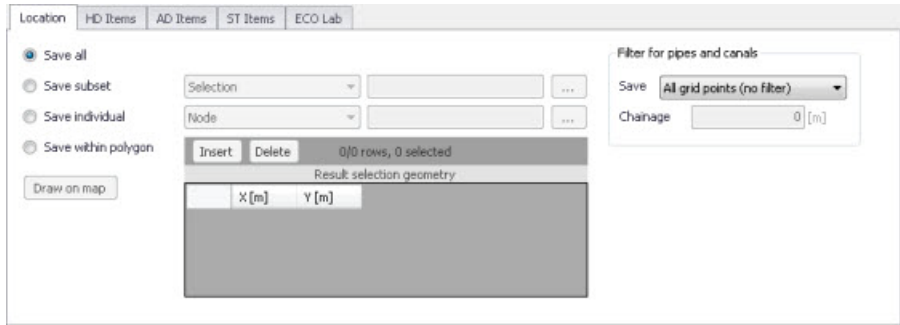 Location HD Items AD Items ST Items ECO Lab
Save all
Filter for pipes and canals
Save subset Selection ...
Save All grid points (no filter)
Save individual Node ...
Chainage 0 [m]
Save within polygon Insert Delete 0/0 rows, 0 selected
Result selection geometry
Draw on map
X [m] Y [m]